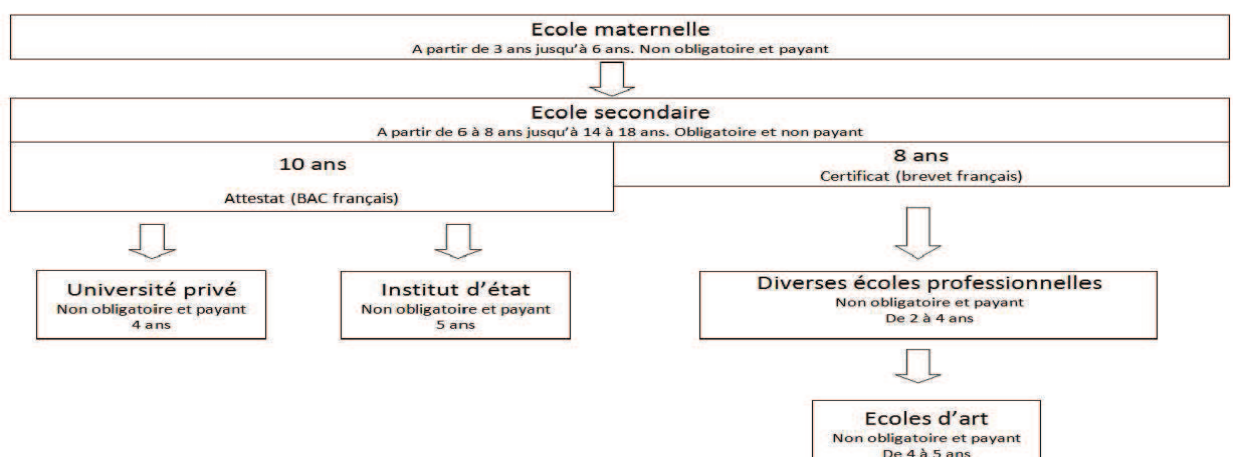 Ecole maternelle
A partir de 3 ans jusqu'à 6 ans. Non obligatoire et payant
Ecole secondaire
A partir de 6 à 8 ans jusqu'à 14 à 18 ans. Obligatoire et non payant
10 ans
Attestat (BAC français)
8 ans
Certificat (brevet français)
Université privé
Non obligatoire et payant
4 ans
Institut d'état
Non obligatoire et payant
5 ans
Diverses écoles professionnelles
Non obligatoire et payant
De 2 à 4 ans
Ecoles d'art
Non obligatoire et payant
De 4 à 5 ans